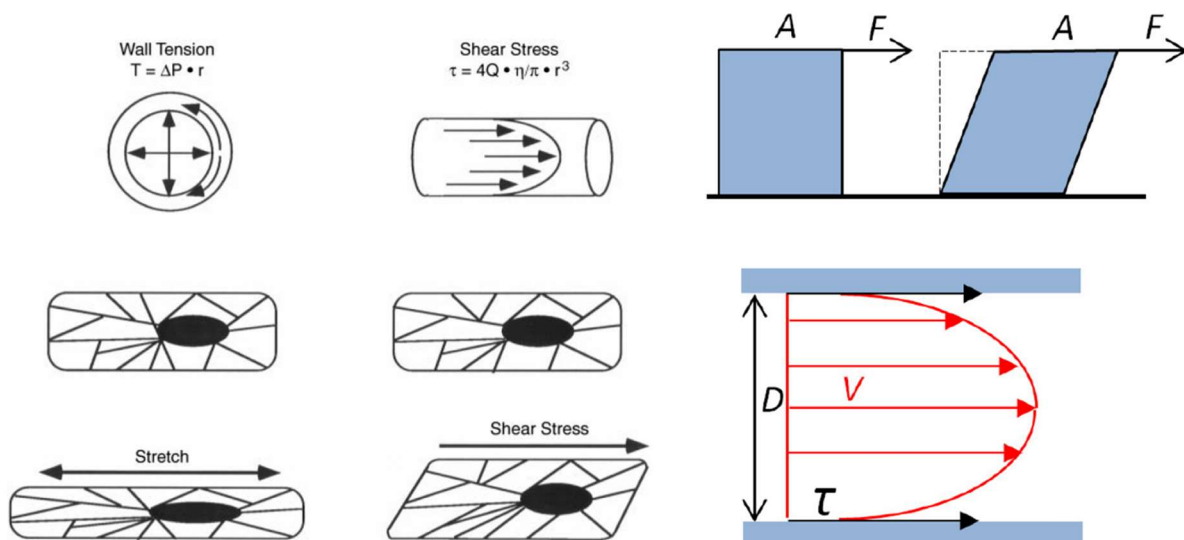 Wall Tension
T = ΔP • r
Shear Stress
τ = 4Q • η/π • r³
A
F
A
F
Stretch
Shear Stress
D
V
τ